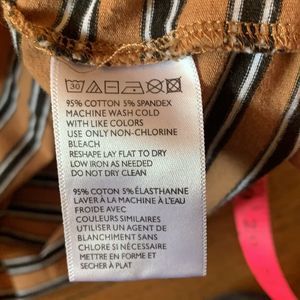 30
95% COTTON 5% SPANDEX
MACHINE WASH COLD
WITH LIKE COLORS
USE ONLY NON-CHLORINE
BLEACH
RESHAPE LAY FLAT TO DRY
LOW IRON AS NEEDED
DO NOT DRY CLEAN
95% COTON 5% ÉLASTHANNE
LAVER À LA MACHINE À L'EAU
FROIDE AVEC
COULEURS SIMILAIRES
UTILISER UN AGENT DE
BLANCHIMENT SANS
CHLORE SI NÉCESSAIRE
METTRE EN FORME ET
SECHER À PLAT